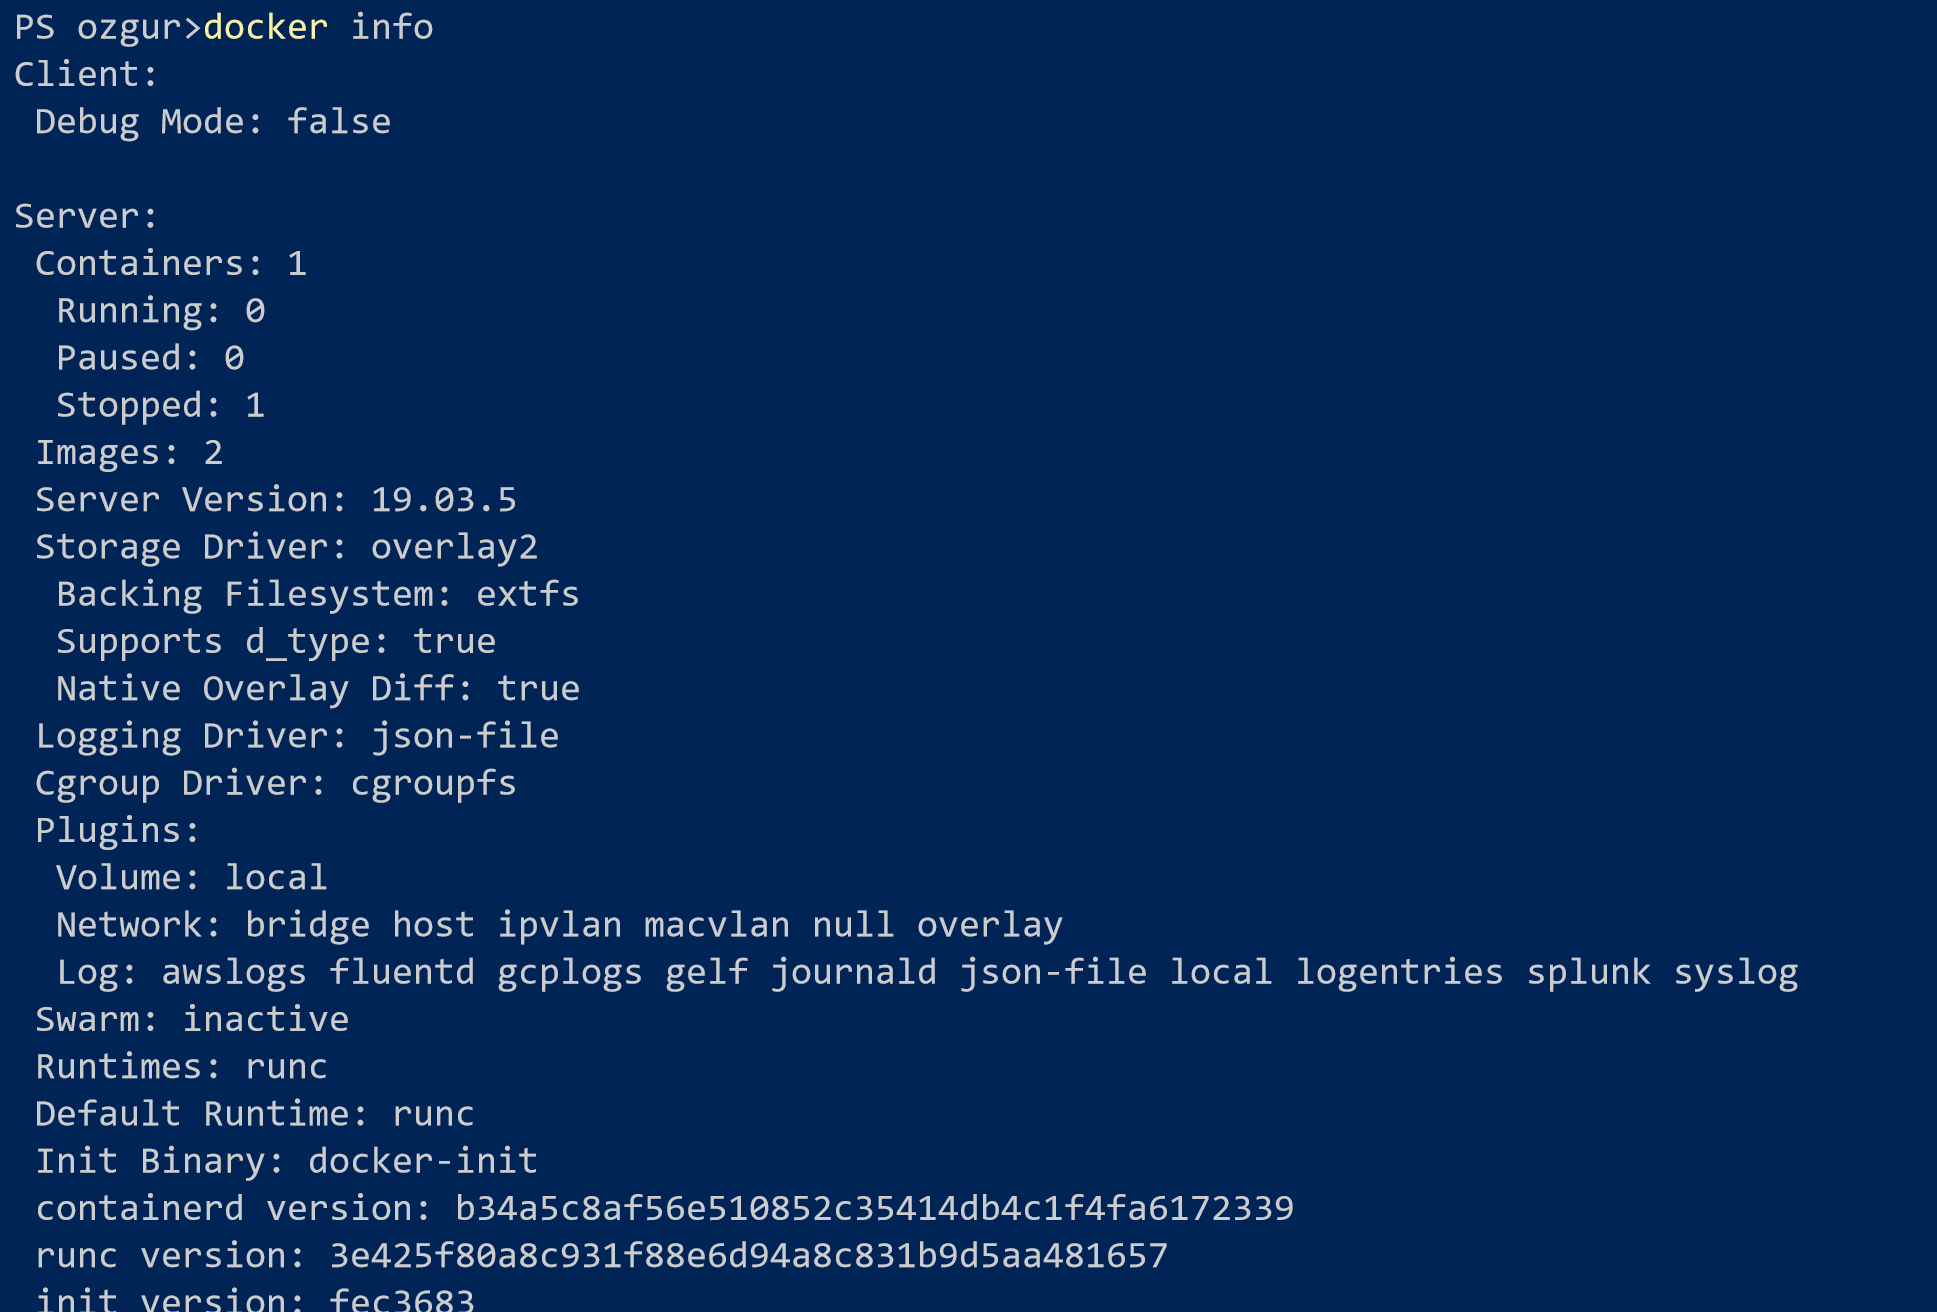 PS ozgur>docker info
Client:
 Debug Mode: false

Server:
 Containers: 1
  Running: 0
  Paused: 0
  Stopped: 1
 Images: 2
 Server Version: 19.03.5
 Storage Driver: overlay2
  Backing Filesystem: extfs
  Supports d_type: true
  Native Overlay Diff: true
 Logging Driver: json-file
 Cgroup Driver: cgroupfs
 Plugins:
  Volume: local
  Network: bridge host ipvlan macvlan null overlay
  Log: awslogs fluentd gcplogs gelf journald json-file local logentries splunk syslog
 Swarm: inactive
 Runtimes: runc
 Default Runtime: runc
 Init Binary: docker-init
 containerd version: b34a5c8af56e510852c35414db4c1f4fa6172339
 runc version: 3e425f80a8c931f88e6d94a8c831b9d5aa481657
 init version: fec3683